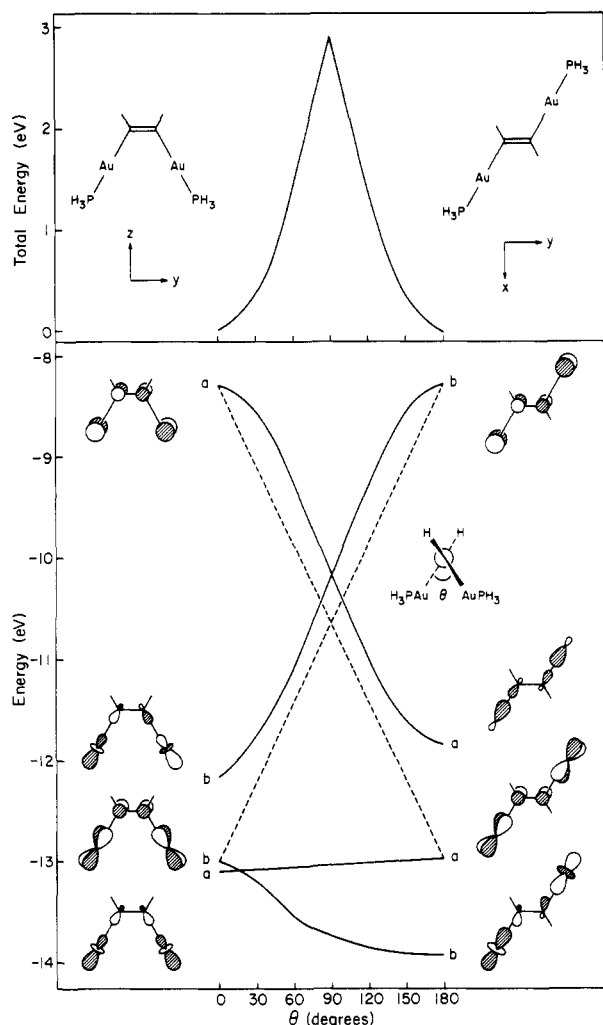 Total Energy (eV)
3
2
1
0
Au
Au
H₃P
PH₃
z
y
PH₃
Au
Au
H₃P
y
x
Energy (eV)
-8
-9
-10
-11
-12
-13
-14
a
b
b
a
b
a
a
b
H H
H₃PAu θ AuPH₃
0 30 60 90 120 150 180
θ (degrees)